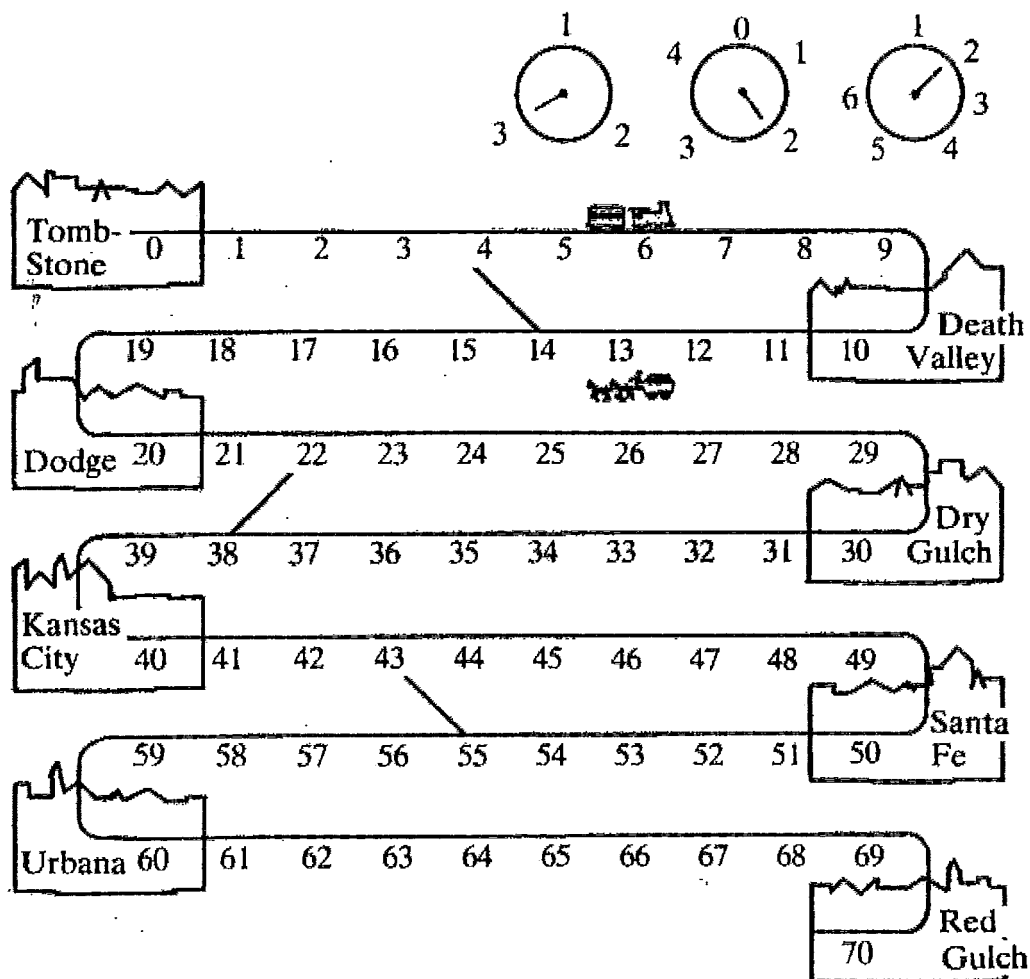 1
3 2
0
4 1
3 2
1
6 2
3
5 4
Tomb-
Stone 0 1 2 3 4 5 6 7 8 9
19 18 17 16 15 14 13 12 11 10 Death
Valley
Dodge 20 21 22 23 24 25 26 27 28 29
39 38 37 36 35 34 33 32 31 30 Dry
Gulch
Kansas
City 40 41 42 43 44 45 46 47 48 49
59 58 57 56 55 54 53 52 51 50 Santa
Fe
Urbana 60 61 62 63 64 65 66 67 68 69
70 Red
Gulch